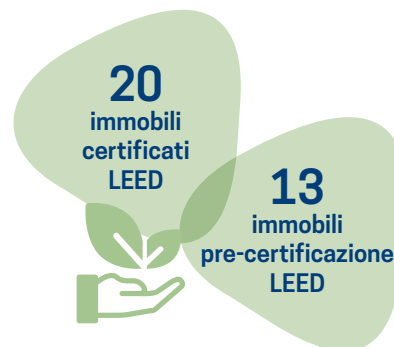 20
immobili
certificati
LEED
13
immobili
pre-certificazione
LEED